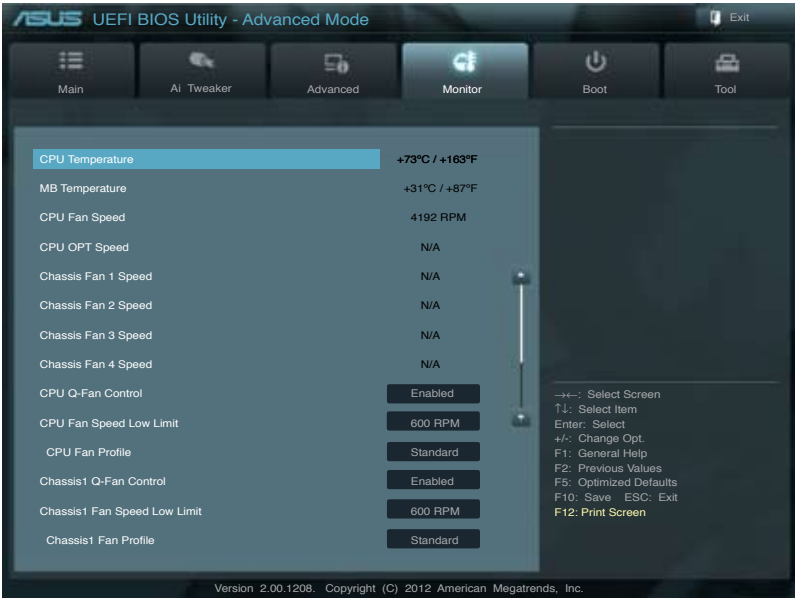 ASUS UEFI BIOS Utility - Advanced Mode
Exit
Main
Ai Tweaker
Advanced
Monitor
Boot
Tool
CPU Temperature +73ºC / +163ºF
MB Temperature +31ºC / +87ºF
CPU Fan Speed 4192 RPM
CPU OPT Speed N/A
Chassis Fan 1 Speed N/A
Chassis Fan 2 Speed N/A
Chassis Fan 3 Speed N/A
Chassis Fan 4 Speed N/A
CPU Q-Fan Control Enabled
CPU Fan Speed Low Limit 600 RPM
CPU Fan Profile Standard
Chassis1 Q-Fan Control Enabled
Chassis1 Fan Speed Low Limit 600 RPM
Chassis1 Fan Profile Standard
→←: Select Screen
↑↓: Select Item
Enter: Select
+/-: Change Opt.
F1: General Help
F2: Previous Values
F5: Optimized Defaults
F10: Save ESC: Exit
F12: Print Screen
Version 2.00.1208. Copyright (C) 2012 American Megatrends, Inc.